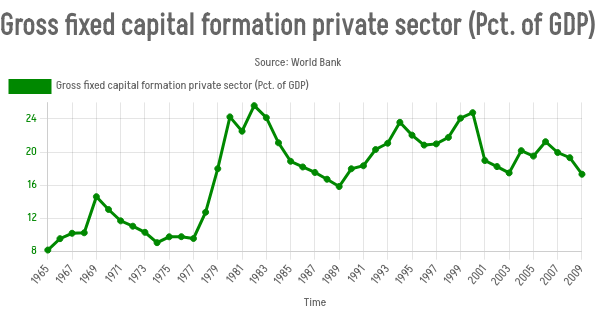 Gross fixed capital formation private sector (Pct. of GDP)
Source: World Bank
Gross fixed capital formation private sector (Pct. of GDP)
24
20
16
12
8
1965 1967 1969 1971 1973 1975 1977 1979 1981 1983 1985 1987 1989 1991 1993 1995 1997 1999 2001 2003 2005 2007 2009
Time